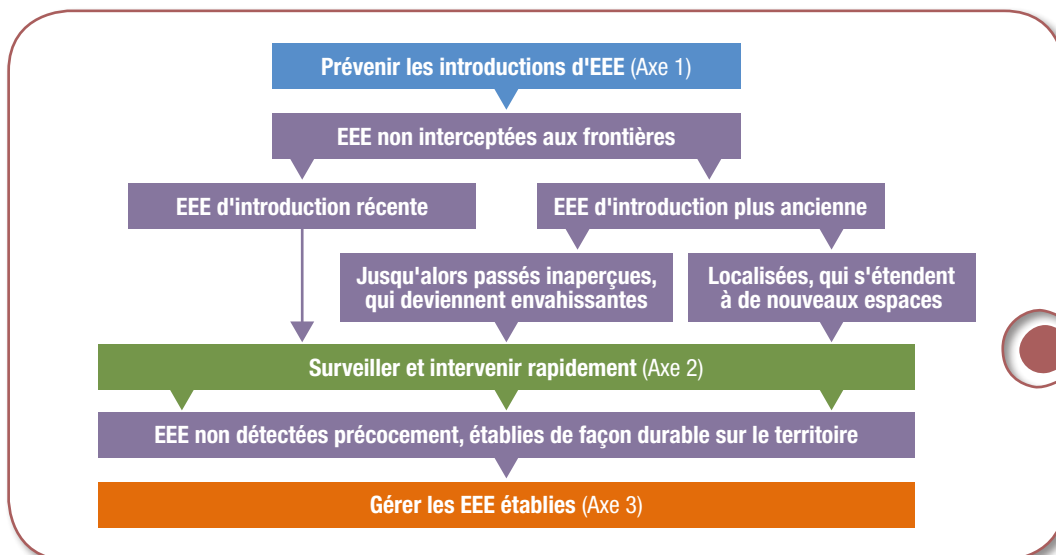 Prévenir les introductions d'EEE (Axe 1)
EEE non interceptées aux frontières
EEE d'introduction récente
EEE d'introduction plus ancienne
Jusqu'alors passés inaperçues,
qui deviennent envahissantes
Localisées, qui s'étendent
à de nouveaux espaces
Surveiller et intervenir rapidement (Axe 2)
EEE non détectées précocement, établies de façon durable sur le territoire
Gérer les EEE établies (Axe 3)